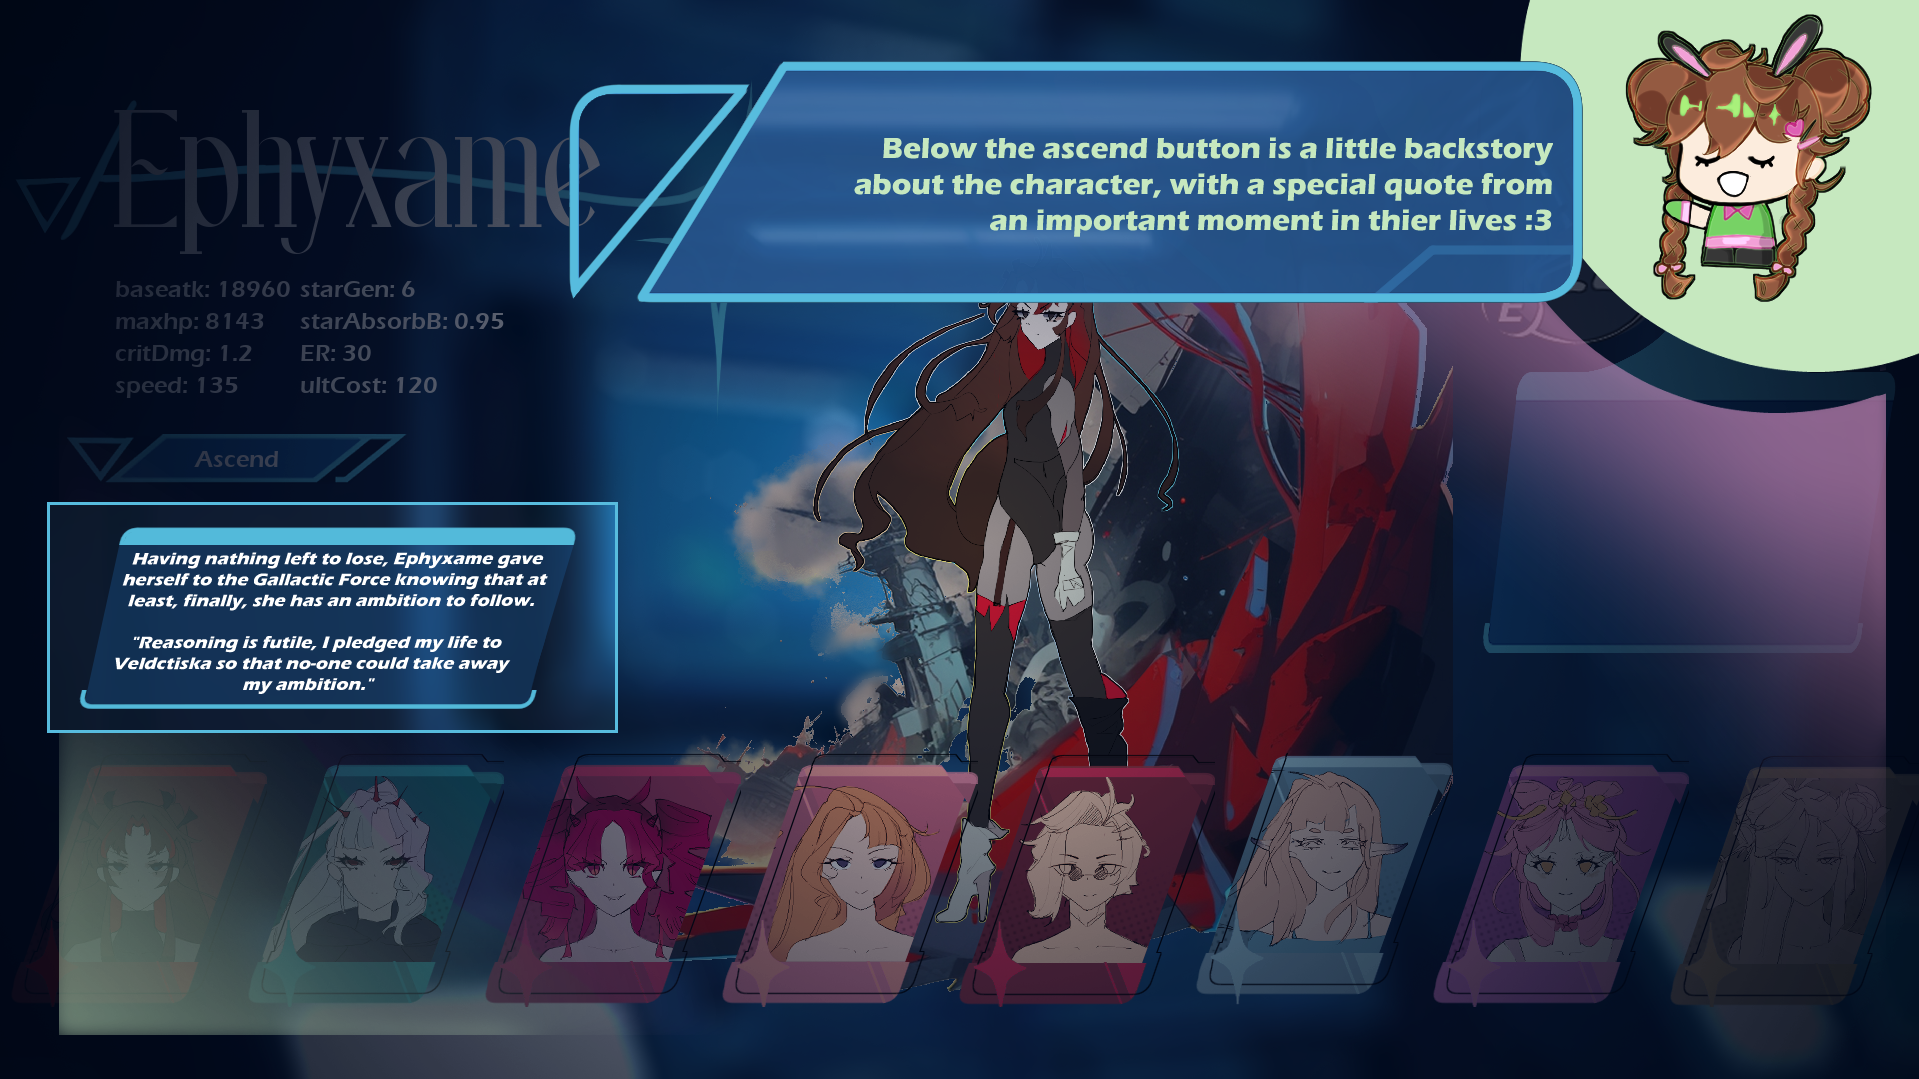 Ephyxame
Below the ascend button is a little backstory
about the character, with a special quote from
an important moment in thier lives :3
baseatk: 18960 starGen: 6
maxhp: 8143 starAbsorbB: 0.95
critDmg: 1.2 ER: 30
speed: 135 ultCost: 120
E
Ascend
Having nathing left to lose, Ephyxame gave
herself to the Gallactic Force knowing that at
least, finally, she has an ambition to follow.
"Reasoning is futile, I pledged my life to
Veldctiska so that no-one could take away
my ambition."